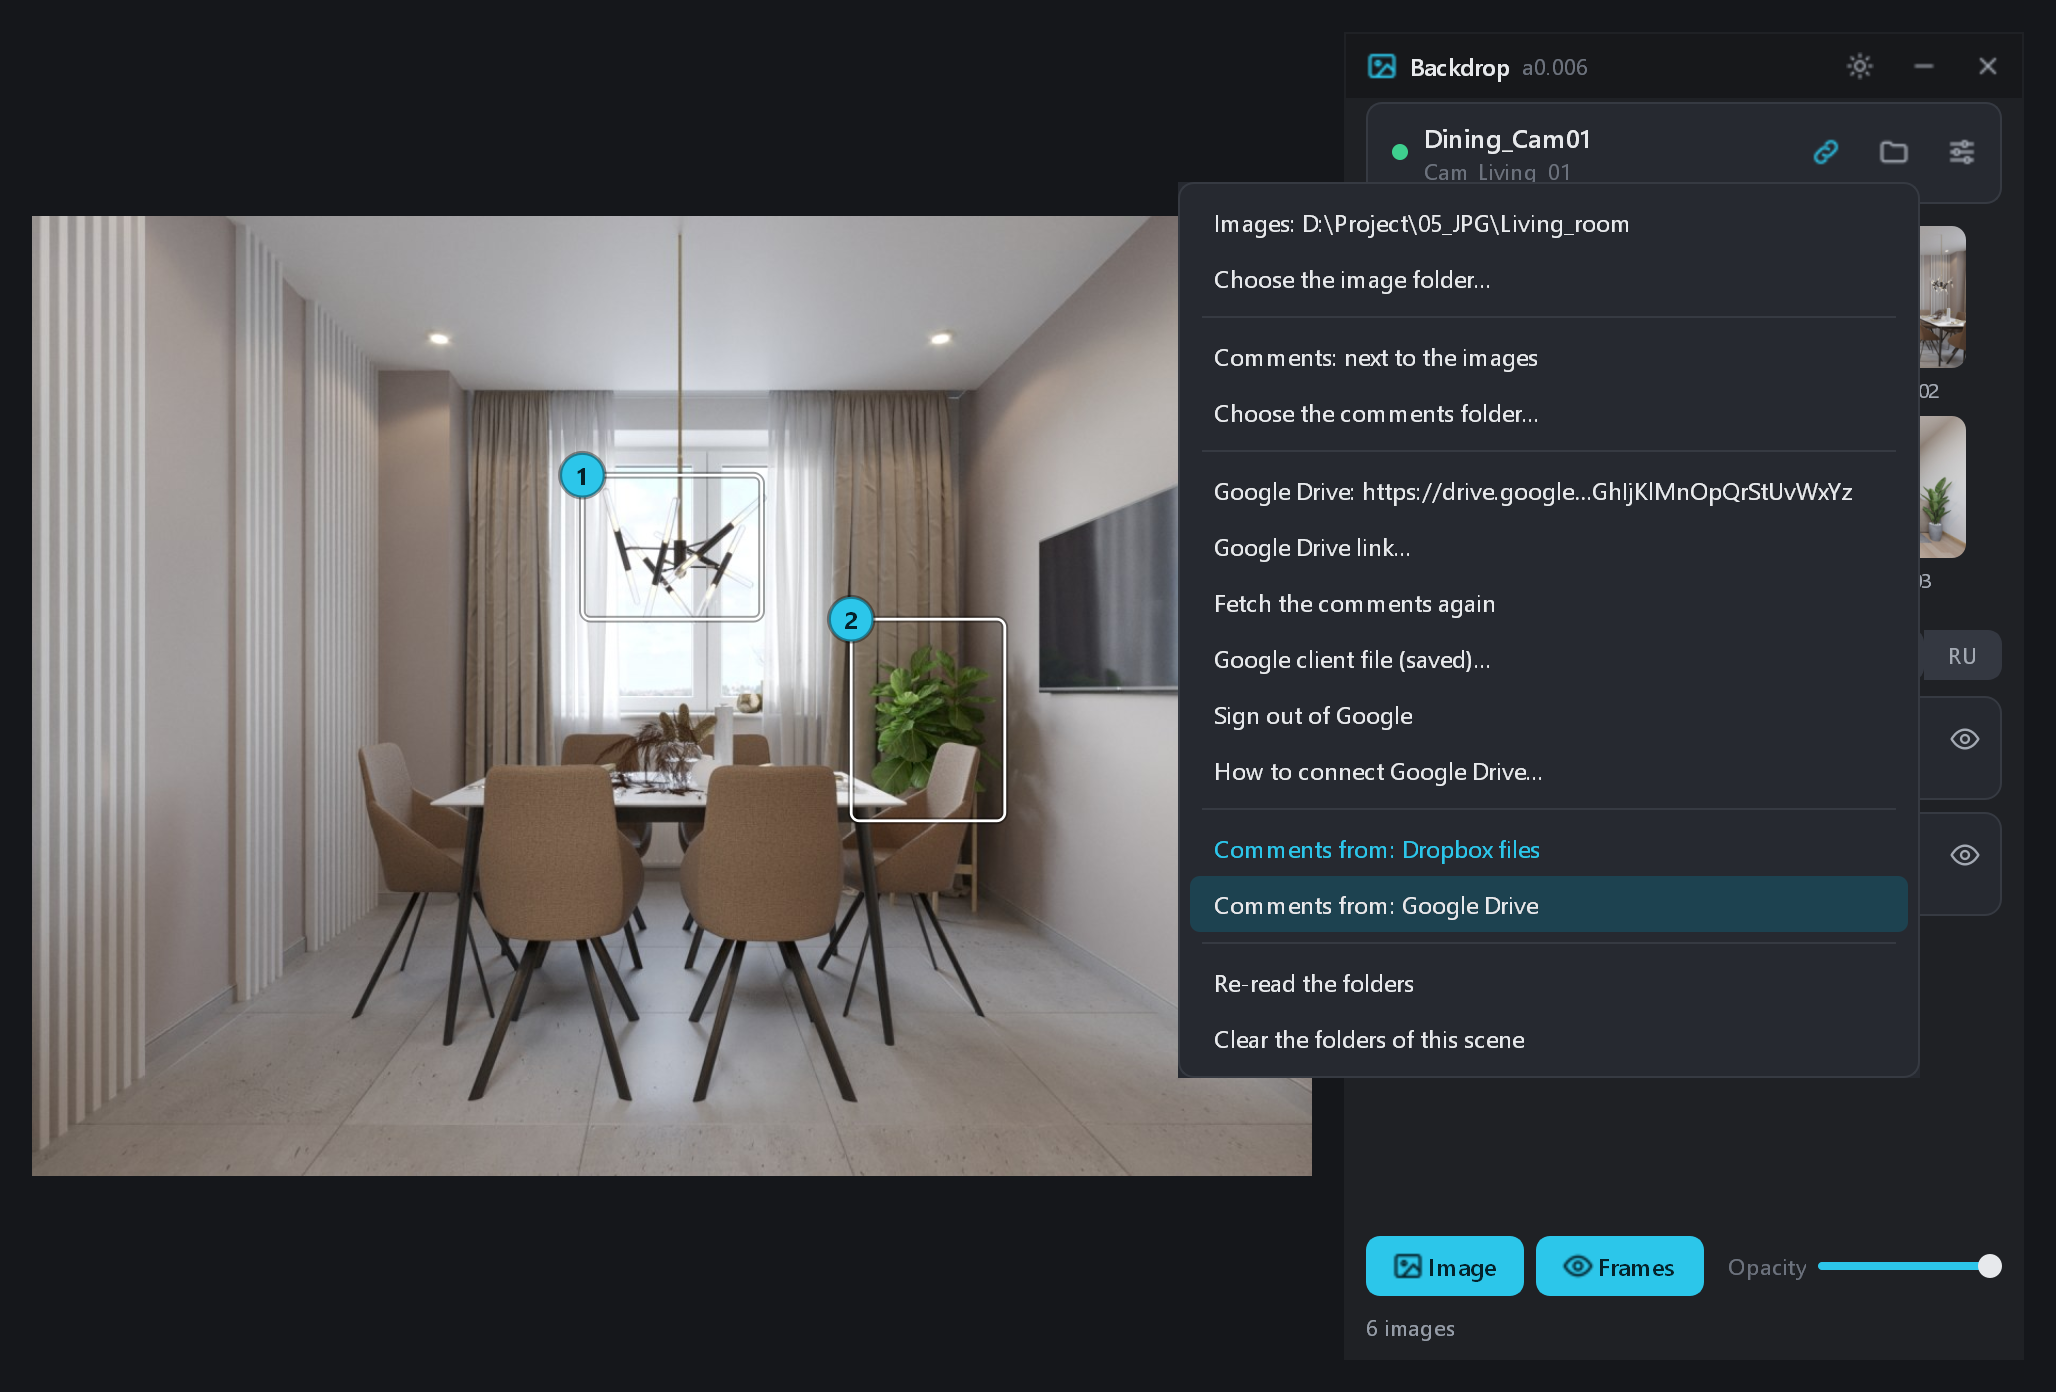 Backdrop a0.006
Dining_Cam01
Cam_Living_01
Images: D:\Project\05_JPG\Living_room
Choose the image folder...
Comments: next to the images
Choose the comments folder...
Google Drive: https://drive.google...GhIjKlMnOpQrStUvWxYz
Google Drive link...
Fetch the comments again
Google client file (saved)...
Sign out of Google
How to connect Google Drive...
Comments from: Dropbox files
Comments from: Google Drive
Re-read the folders
Clear the folders of this scene
02
03
RU
1
2
Image
Frames
Opacity
6 images